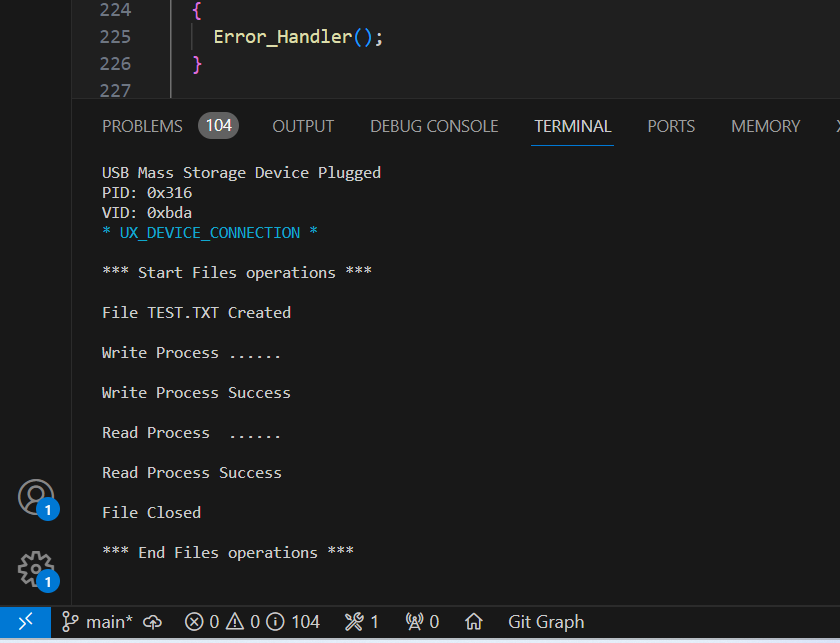 224 {
225 Error_Handler();
226 }
227
PROBLEMS 104 OUTPUT DEBUG CONSOLE TERMINAL PORTS MEMORY
USB Mass Storage Device Plugged
PID: 0x316
VID: 0xbda
* UX_DEVICE_CONNECTION *
*** Start Files operations ***
File TEST.TXT Created
Write Process ......
Write Process Success
Read Process  ......
Read Process Success
File Closed
*** End Files operations ***
1
1
main* 0 0 104 1 0 Git Graph